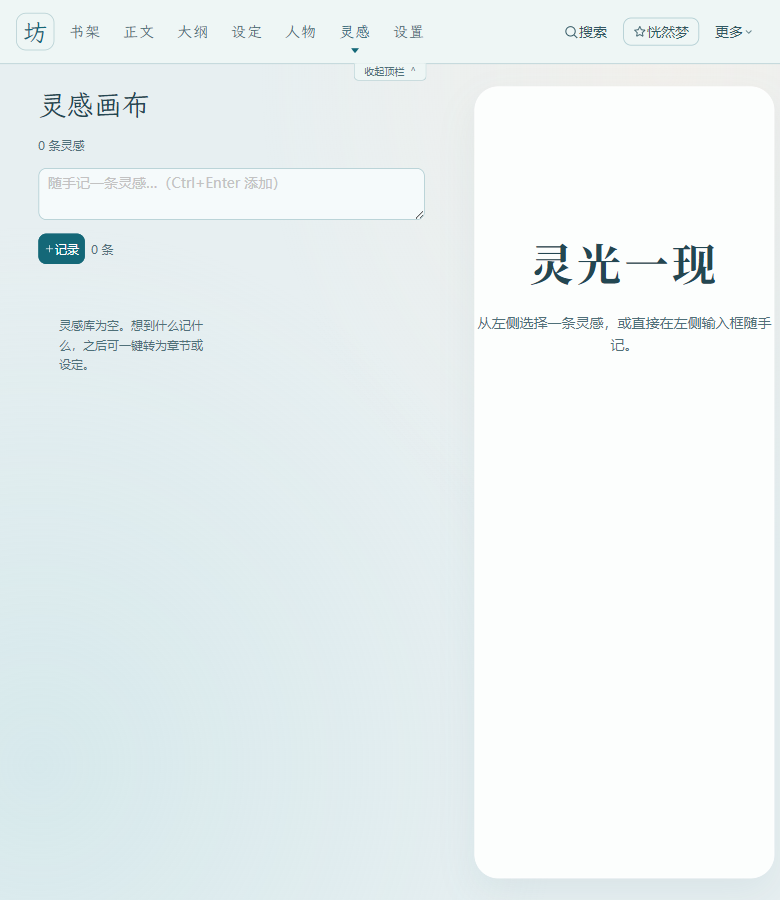 坊 书架 正文 大纲 设定 人物 灵感 设置 搜索 恍然梦 更多
收起顶栏 ^
灵感画布
0 条灵感
随手记一条灵感...（Ctrl+Enter 添加）
+记录 0 条
灵感库为空。想到什么记什
么，之后可一键转为章节或
设定。
灵光一现
从左侧选择一条灵感，或直接在左侧输入框随手
记。